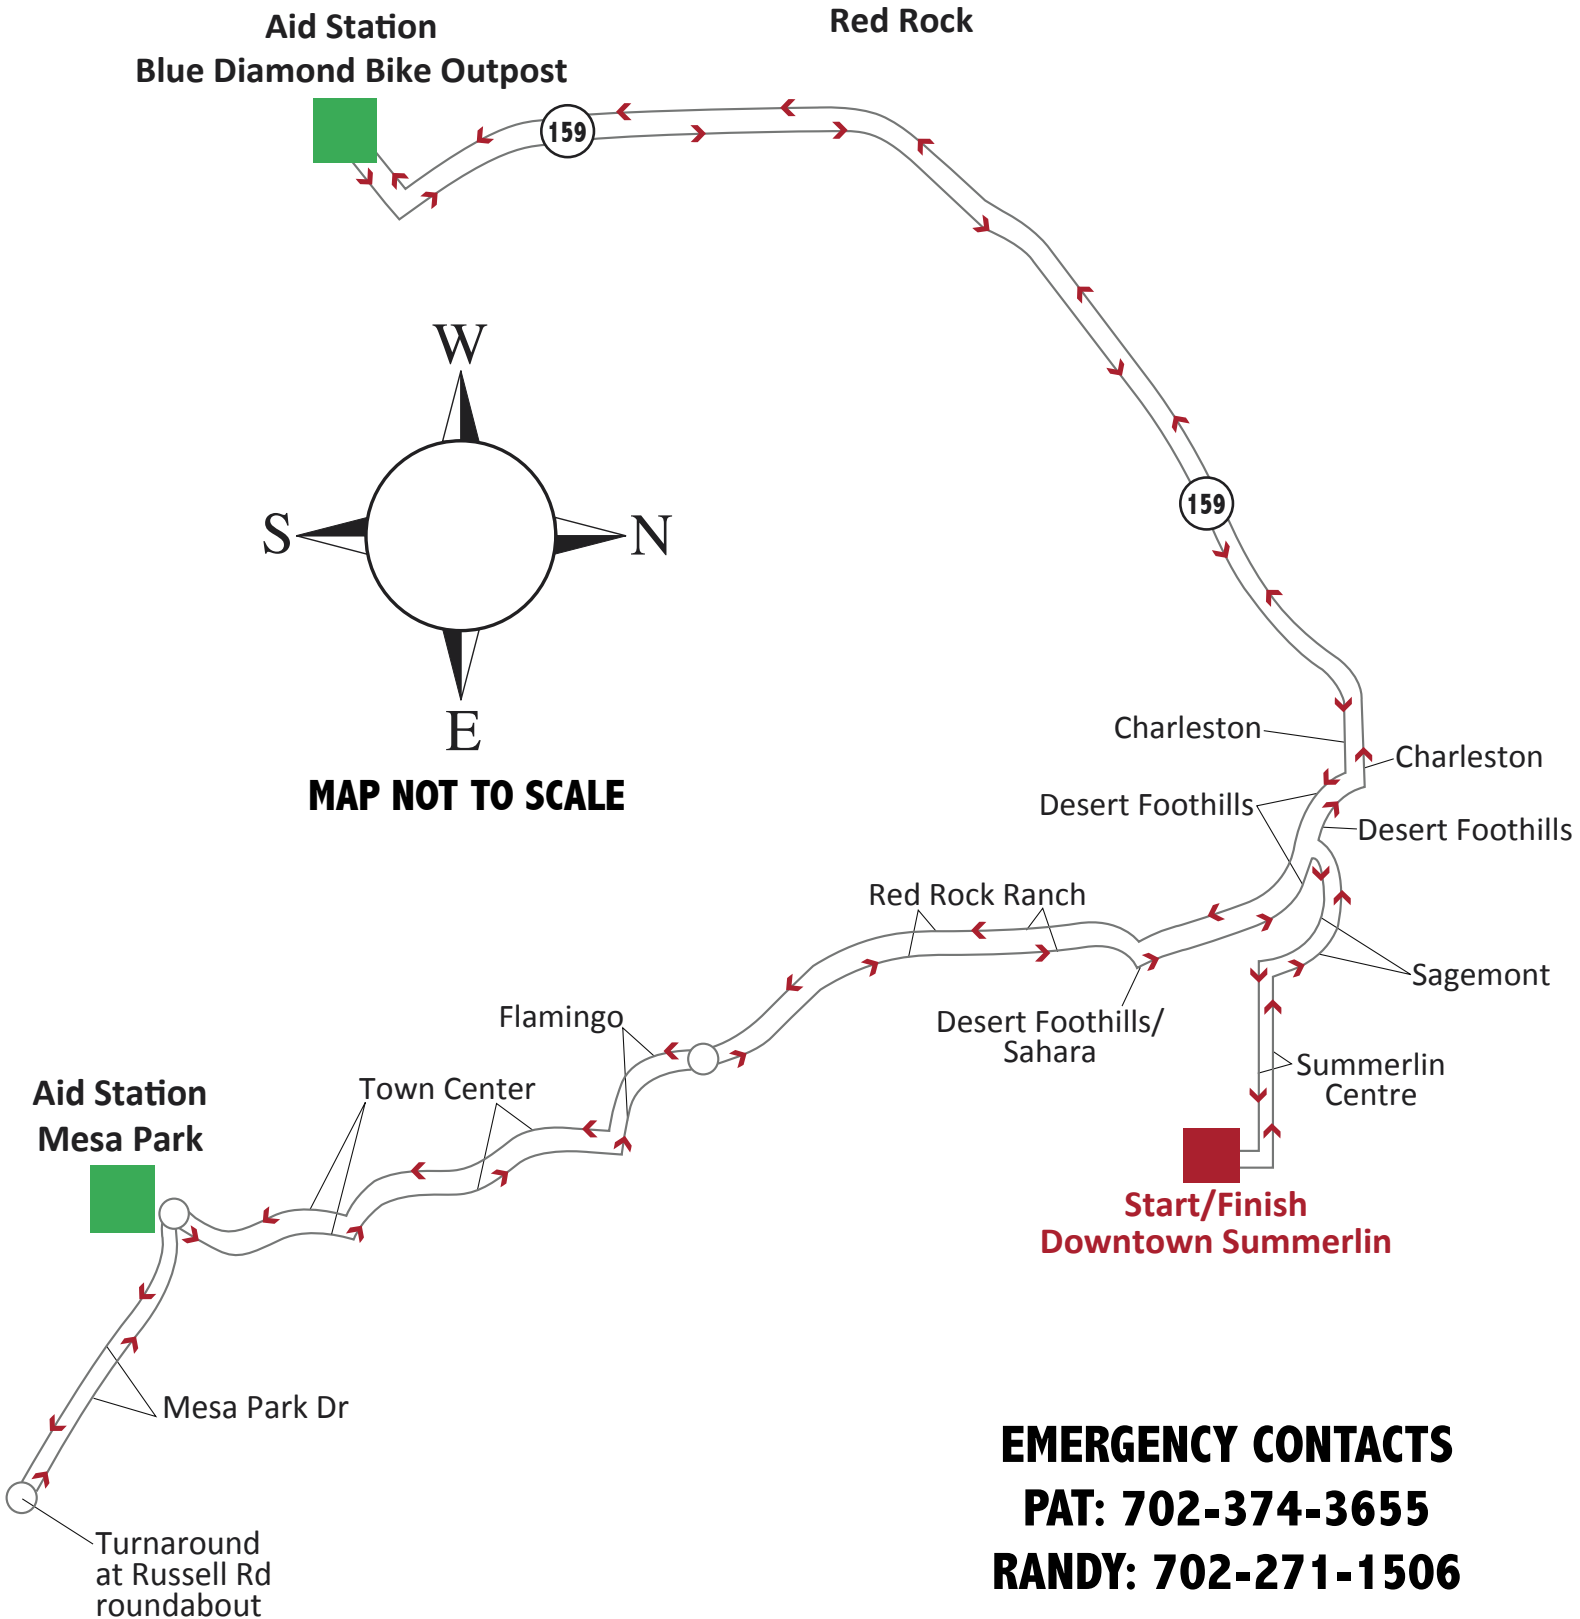 Red Rock
Aid Station
Blue Diamond Bike Outpost
159
W
S
N
E
MAP NOT TO SCALE
159
Charleston
Charleston
Desert Foothills
Desert Foothills
Red Rock Ranch
Sagemont
Desert Foothills/
Sahara
Flamingo
Summerlin
Centre
Town Center
Aid Station
Mesa Park
Start/Finish
Downtown Summerlin
Mesa Park Dr
EMERGENCY CONTACTS
PAT: 702-374-3655
RANDY: 702-271-1506
Turnaround
at Russell Rd
roundabout